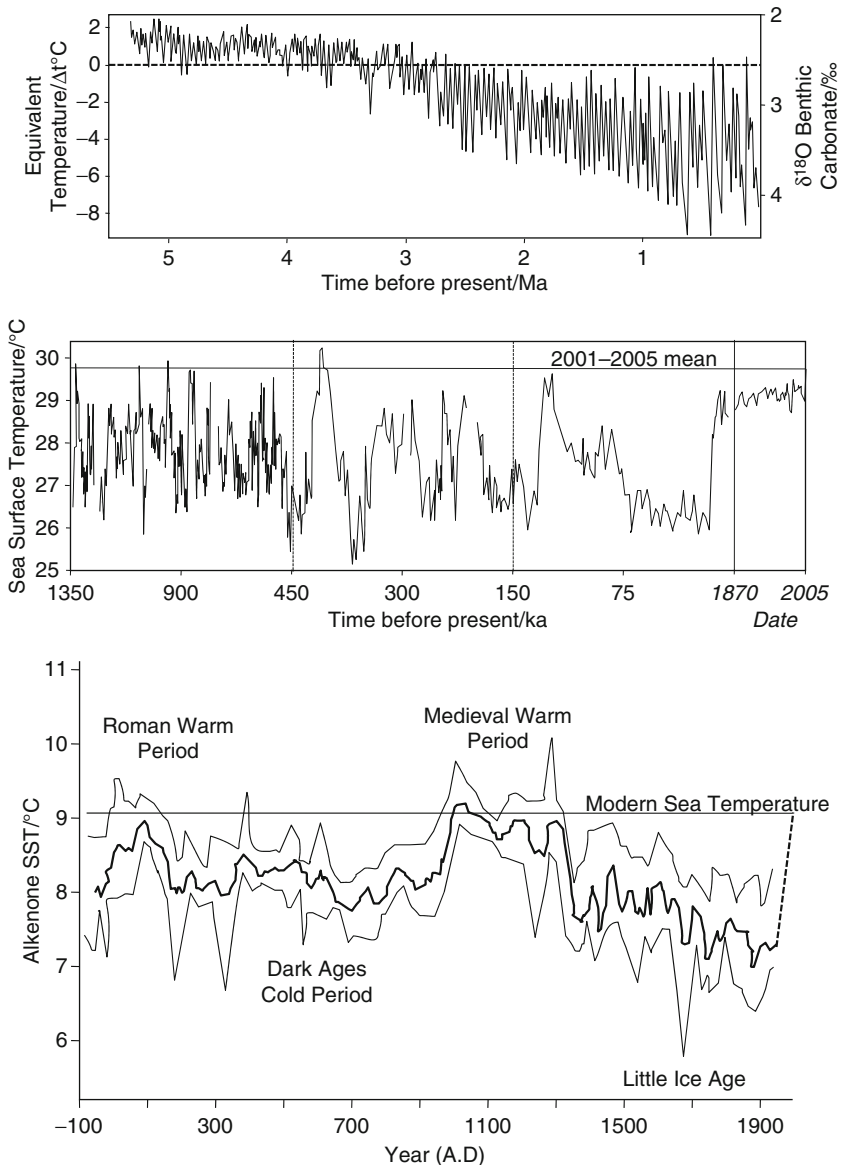 Equivalent
Temperature/Δt°C
2
0
−2
−4
−6
−8
2
3
4
δ¹⁸O Benthic
Carbonate/‰
5 4 3 2 1
Time before present/Ma
Sea Surface Temperature/°C
30
29
28
27
26
25
2001–2005 mean
1350 900 450 300 150 75 1870 2005
Time before present/ka Date
Alkenone SST/°C
11
10
9
8
7
6
Roman Warm
Period
Medieval Warm
Period
Modern Sea Temperature
Dark Ages
Cold Period
Little Ice Age
−100 300 700 1100 1500 1900
Year (A.D)